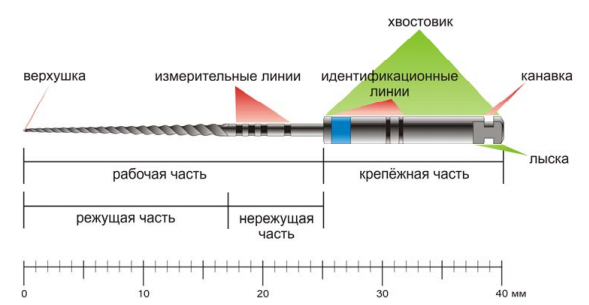 хвостовик
верхушка
измерительные линии
идентификационные
линии
канавка
лыска
рабочая часть
крепёжная часть
режущая часть
нережущая
часть
0 10 20 30 40 мм